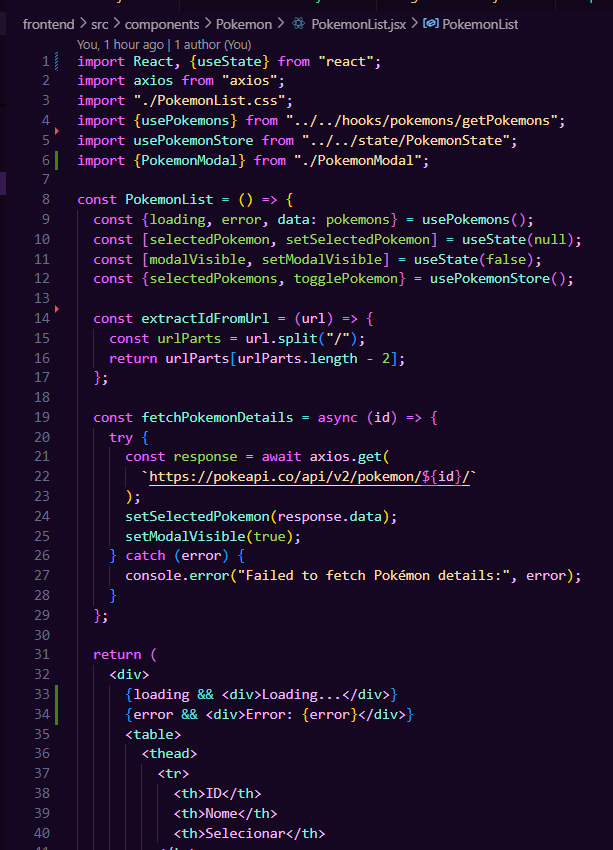 frontend > src > components > Pokemon > PokemonList.jsx > PokemonList
You, 1 hour ago | 1 author (You)
1 import React, {useState} from "react";
2 import axios from "axios";
3 import "./PokemonList.css";
4 import {usePokemons} from "../../hooks/pokemons/getPokemons";
5 import usePokemonStore from "../../state/PokemonState";
6 import {PokemonModal} from "./PokemonModal";
7
8 const PokemonList = () => {
9   const {loading, error, data: pokemons} = usePokemons();
10   const [selectedPokemon, setSelectedPokemon] = useState(null);
11   const [modalVisible, setModalVisible] = useState(false);
12   const {selectedPokemons, togglePokemon} = usePokemonStore();
13
14   const extractIdFromUrl = (url) => {
15     const urlParts = url.split("/");
16     return urlParts[urlParts.length - 2];
17   };
18
19   const fetchPokemonDetails = async (id) => {
20     try {
21       const response = await axios.get(
22         `https://pokeapi.co/api/v2/pokemon/${id}/`
23       );
24       setSelectedPokemon(response.data);
25       setModalVisible(true);
26     } catch (error) {
27       console.error("Failed to fetch Pokémon details:", error);
28     }
29   };
30
31   return (
32     <div>
33       {loading && <div>Loading...</div>}
34       {error && <div>Error: {error}</div>}
35       <table>
36         <thead>
37           <tr>
38             <th>ID</th>
39             <th>Nome</th>
40             <th>Selecionar</th>